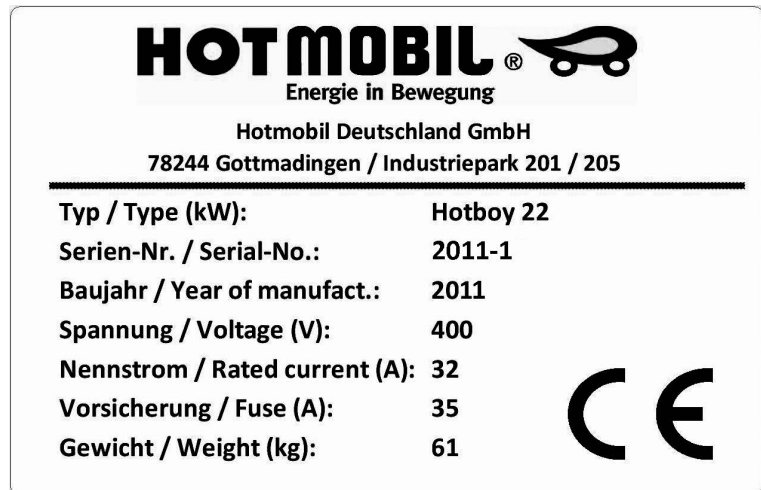 HOTMOBIL®
Energie in Bewegung
Hotmobil Deutschland GmbH
78244 Gottmadingen / Industriepark 201 / 205
Typ / Type (kW): Hotboy 22
Serien-Nr. / Serial-No.: 2011-1
Baujahr / Year of manufact.: 2011
Spannung / Voltage (V): 400
Nennstrom / Rated current (A): 32
Vorsicherung / Fuse (A): 35
Gewicht / Weight (kg): 61
CE